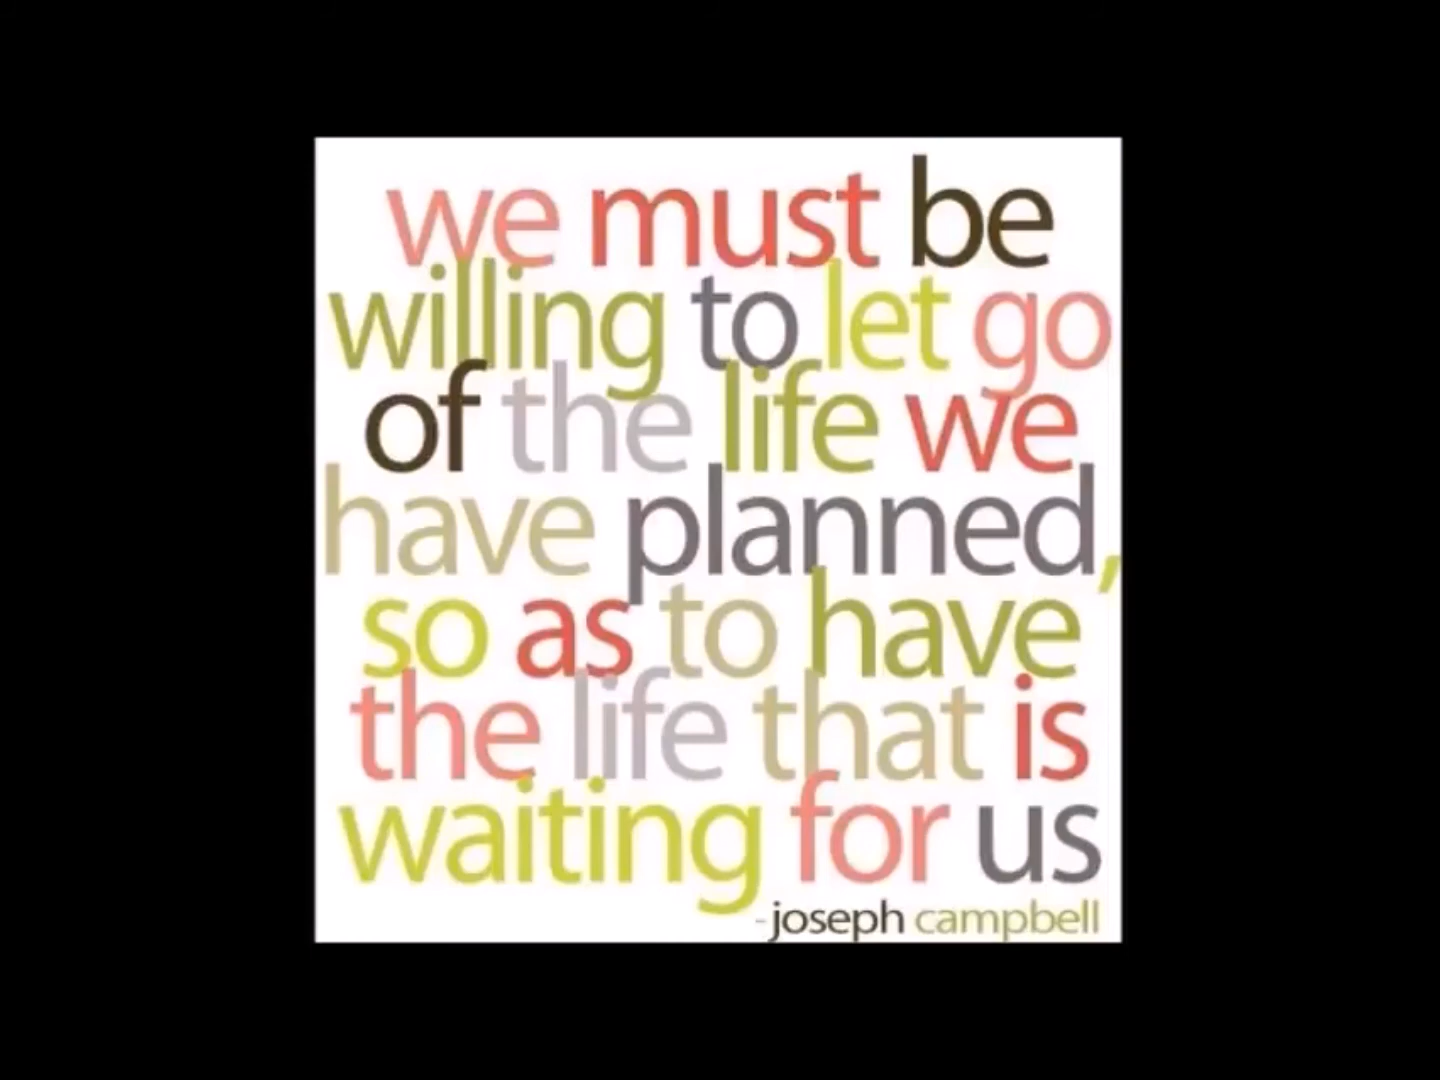 we must be
willing to let go
of the life we
have planned,
so as to have
the life that is
waiting for us
-joseph campbell